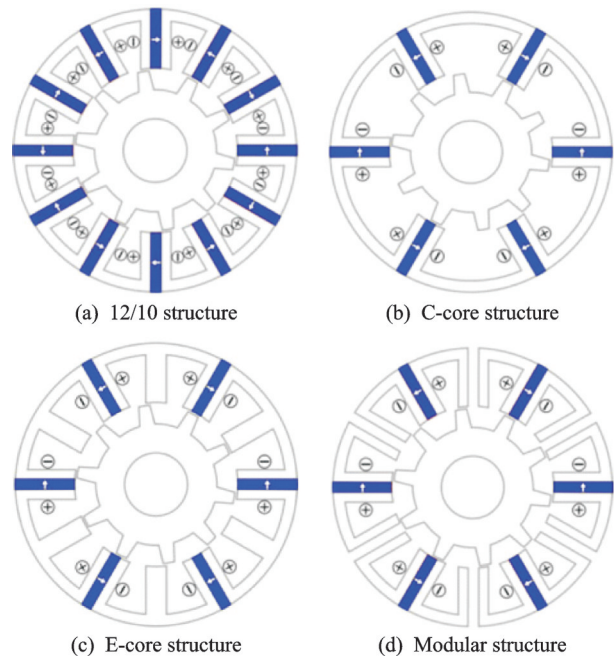 (a) 12/10 structure
(b) C-core structure
(c) E-core structure
(d) Modular structure